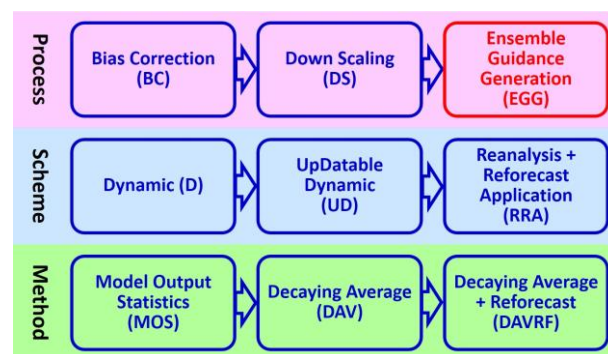 Process
Bias Correction
(BC)
Down Scaling
(DS)
Ensemble
Guidance
Generation
(EGG)
Scheme
Dynamic (D)
UpDatable
Dynamic
(UD)
Reanalysis +
Reforecast
Application
(RRA)
Method
Model Output
Statistics
(MOS)
Decaying Average
(DAV)
Decaying Average
+ Reforecast
(DAVRF)